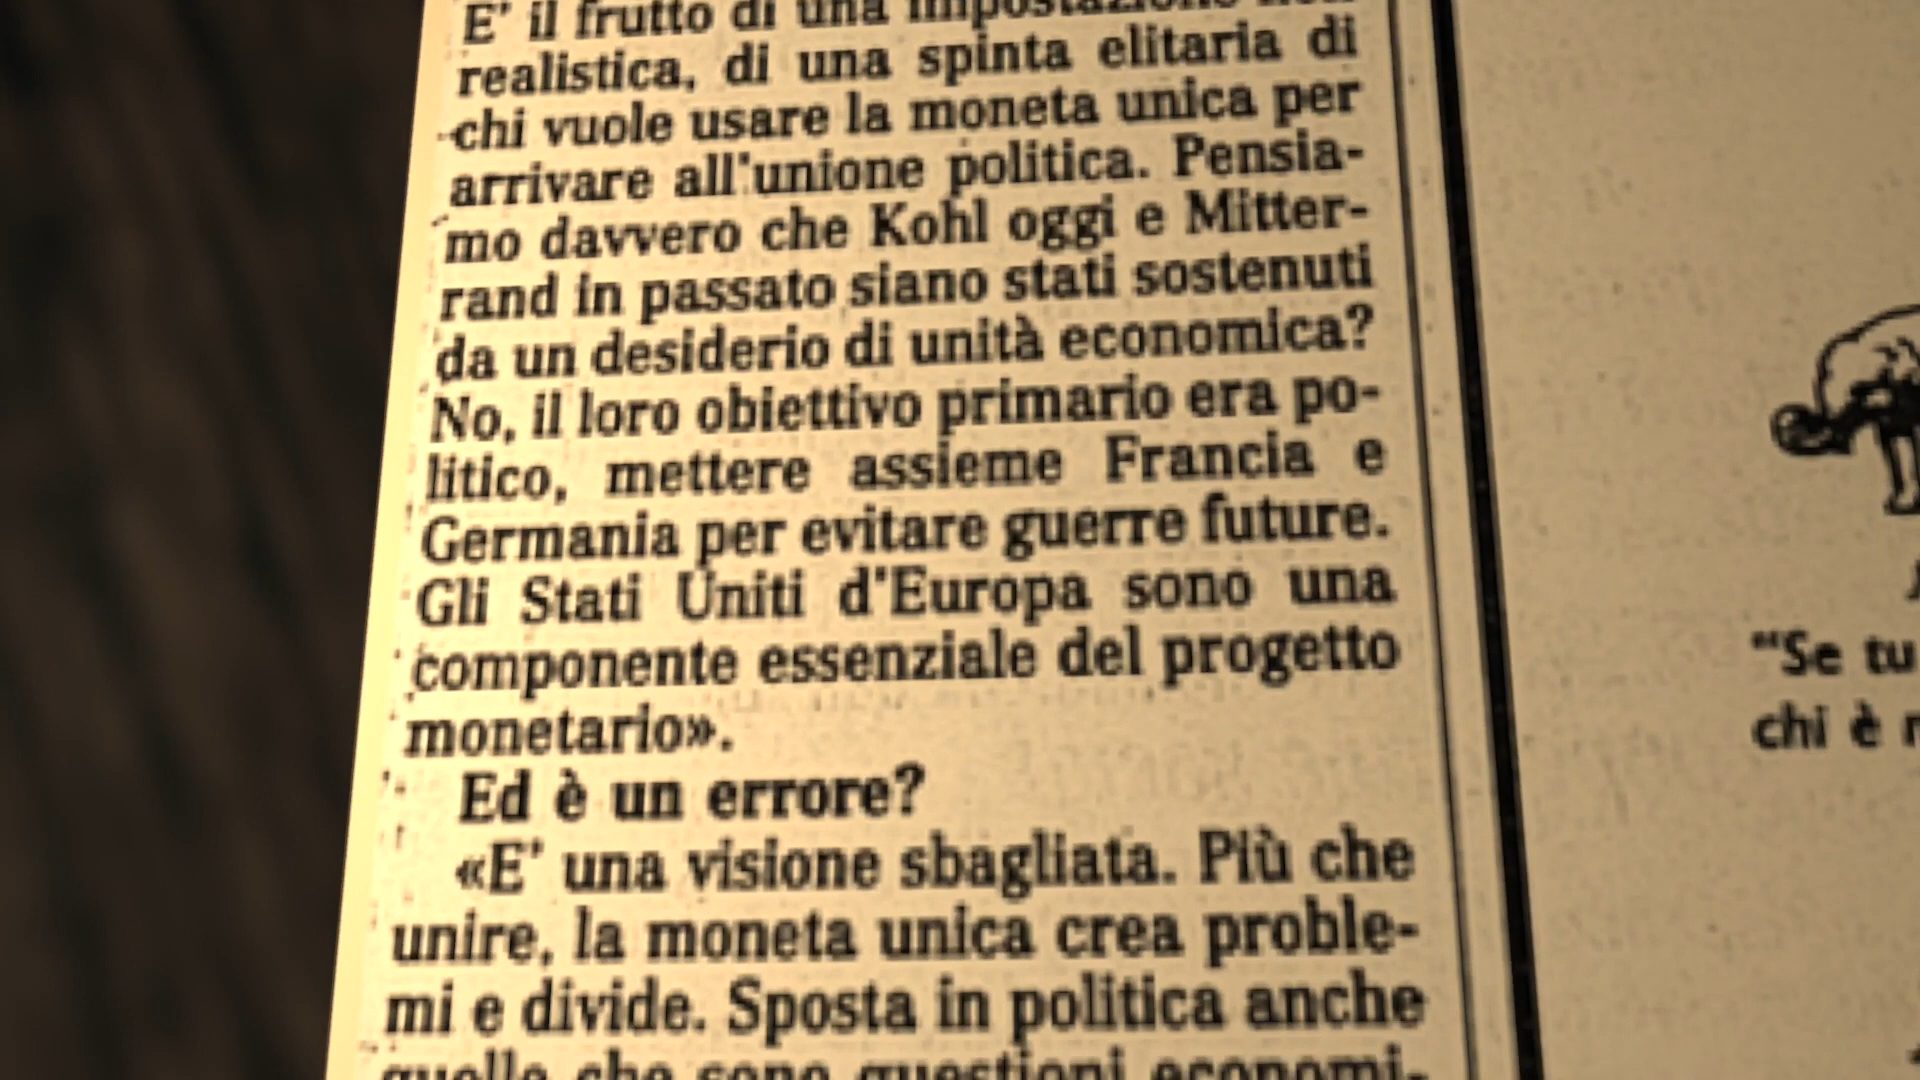 E' il frutto di una impostazione non
realistica, di una spinta elitaria di
chi vuole usare la moneta unica per
arrivare all'unione politica. Pensia-
mo davvero che Kohl oggi e Mitter-
rand in passato siano stati sostenuti
da un desiderio di unità economica?
No, il loro obiettivo primario era po-
litico, mettere assieme Francia e
Germania per evitare guerre future.
Gli Stati Uniti d'Europa sono una
componente essenziale del progetto
monetario».
Ed è un errore?
«E' una visione sbagliata. Più che
unire, la moneta unica crea proble-
mi e divide. Sposta in politica anche
quelle che sono questioni economi-
"Se tu
chi è